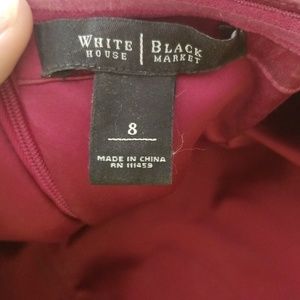 WHITE | BLACK
HOUSE | MARKET
8
MADE IN CHINA
RN 111459